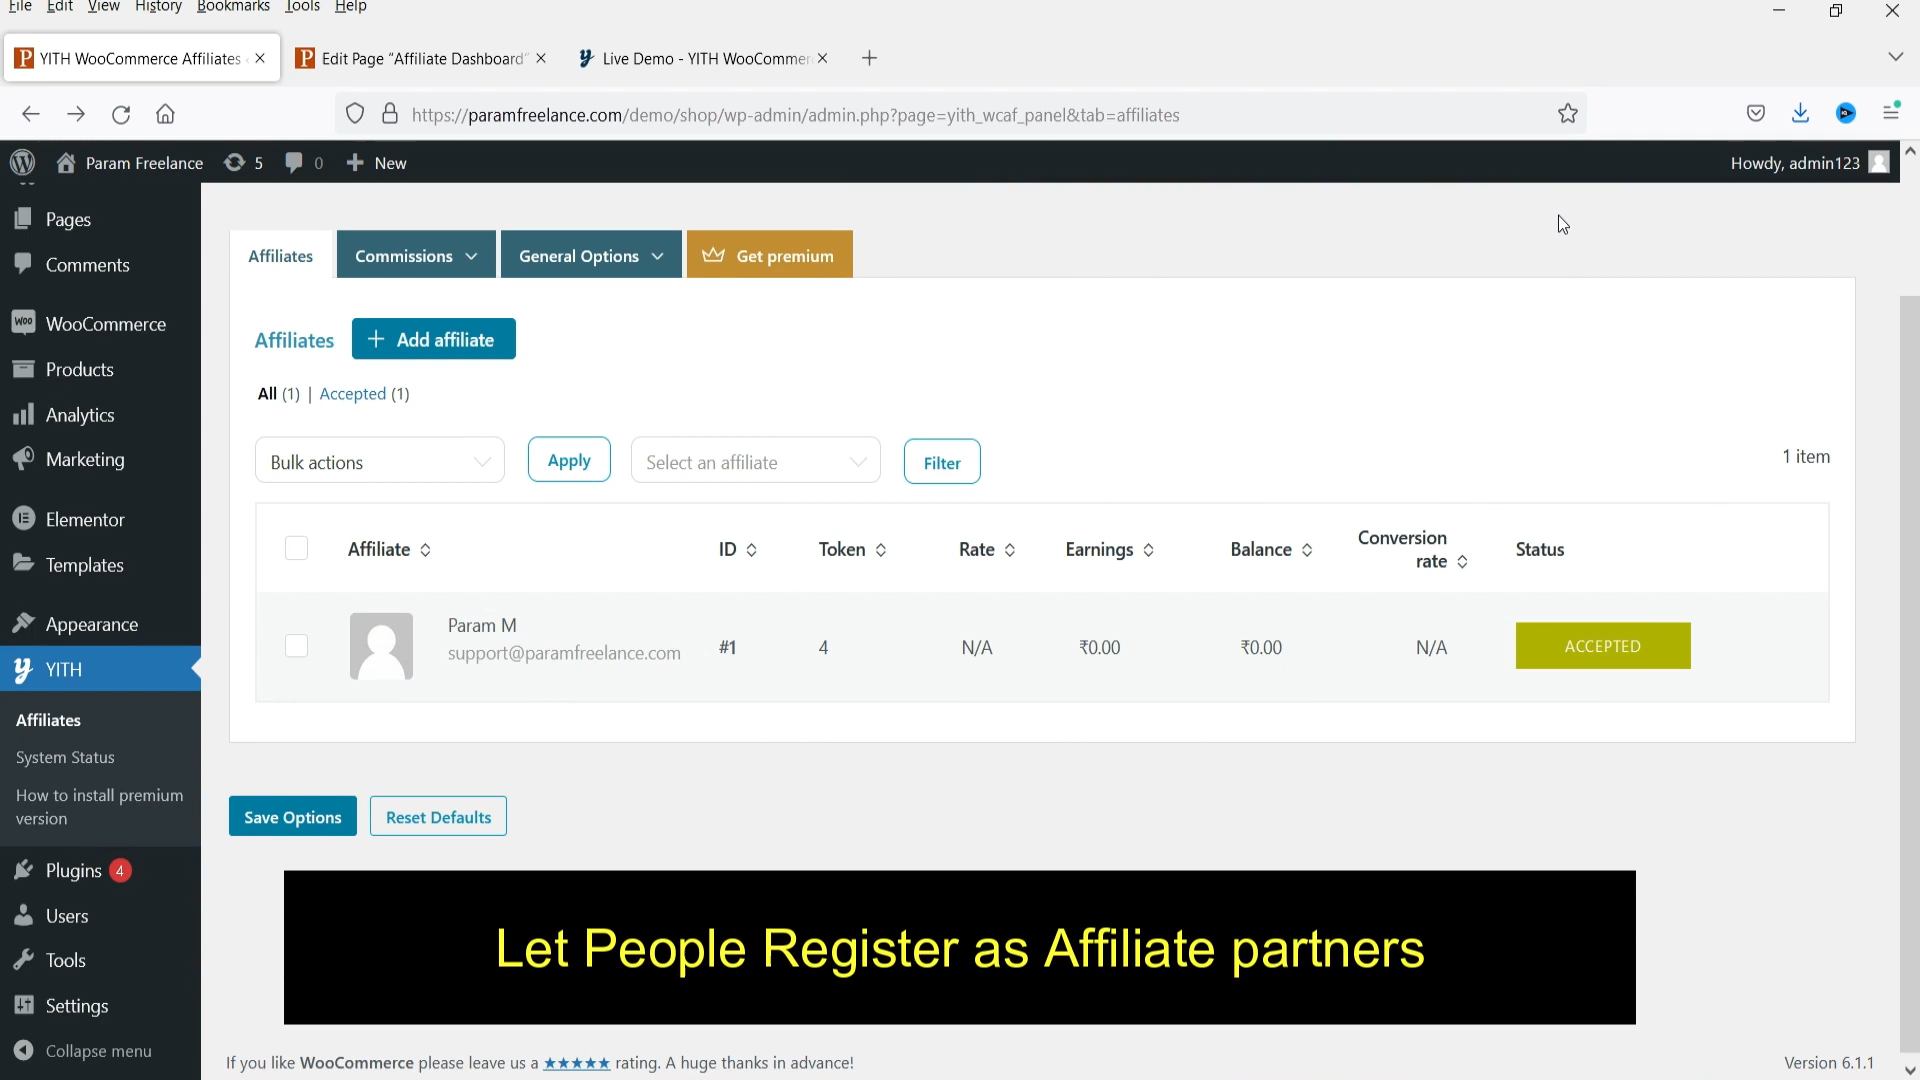 File Edit View History Bookmarks Tools Help
YITH WooCommerce Affiliates
Edit Page "Affiliate Dashboard"
Live Demo - YITH WooCommer
https://paramfreelance.com/demo/shop/wp-admin/admin.php?page=yith_wcaf_panel&tab=affiliates
Param Freelance 5 0 New
Howdy, admin123
Pages
Comments
WooCommerce
Products
Analytics
Marketing
Elementor
Templates
Appearance
YITH
Affiliates
System Status
How to install premium
version
Plugins 4
Users
Tools
Settings
Collapse menu
Affiliates Commissions General Options Get premium
Affiliates + Add affiliate
All (1) | Accepted (1)
Bulk actions Apply Select an affiliate Filter 1 item
Affiliate ID Token Rate Earnings Balance Conversion rate Status
Param M
support@paramfreelance.com #1 4 N/A ₹0.00 ₹0.00 N/A ACCEPTED
Save Options Reset Defaults
Let People Register as Affiliate partners
If you like WooCommerce please leave us a ★★★★★ rating. A huge thanks in advance!
Version 6.1.1